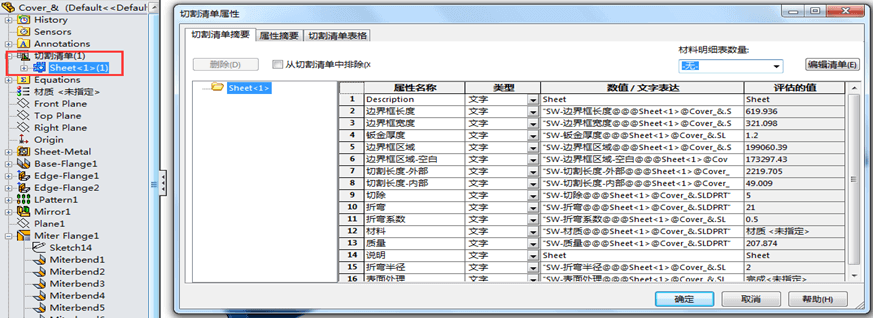 Cover_& (Default<<Default>
History
Sensors
Annotations
切割清单(1)
Sheet<1>(1)
Equations
材质 <未指定>
Front Plane
Top Plane
Right Plane
Origin
Sheet-Metal
Base-Flange1
Edge-Flange1
Edge-Flange2
LPattern1
Mirror1
Plane1
Miter Flange1
Sketch14
Miterbend1
Miterbend2
Miterbend3
Miterbend4
Miterbend5
Miterbend6
切割清单属性
切割清单摘要 属性摘要 切割清单表格
材料明细表数量:
删除(D) 从切割清单中排除(X -无- 编辑清单(E)
Sheet<1>
属性名称 类型 数值 / 文字表达 评估的值
1 Description 文字 Sheet Sheet
2 边界框长度 文字 "SW-边界框长度@@@Sheet<1>@Cover_&.S 619.936
3 边界框宽度 文字 "SW-边界框宽度@@@Sheet<1>@Cover_&.S 321.098
4 钣金厚度 文字 "SW-钣金厚度@@@Sheet<1>@Cover_&.SL 1.2
5 边界框区域 文字 "SW-边界框区域@@@Sheet<1>@Cover_&.S 199060.39
6 边界框区域-空白 文字 "SW-边界框区域-空白@@@Sheet<1>@Cov 173297.43
7 切割长度-外部 文字 "SW-切割长度-外部@@@Sheet<1>@Cover_ 2219.705
8 切割长度-内部 文字 "SW-切割长度-内部@@@Sheet<1>@Cover_ 49.009
9 切除 文字 "SW-切除@@@Sheet<1>@Cover_&.SLDPRT" 5
10 折弯 文字 "SW-折弯@@@Sheet<1>@Cover_&.SLDPRT" 21
11 折弯系数 文字 "SW-折弯系数@@@Sheet<1>@Cover_&.SL 0.5
12 材料 文字 "SW-材质@@@Sheet<1>@Cover_&.SLDPRT" 材质 <未指定>
13 质量 文字 "SW-质量@@@Sheet<1>@Cover_&.SLDPRT" 207.874
14 说明 文字 Sheet Sheet
15 折弯半径 文字 "SW-折弯半径@@@Sheet<1>@Cover_&.SL 2
16 表面处理 文字 "SW-表面处理@@@Sheet<1>@Cover_&.SL 完成<未指定>
确定 取消 帮助(H)